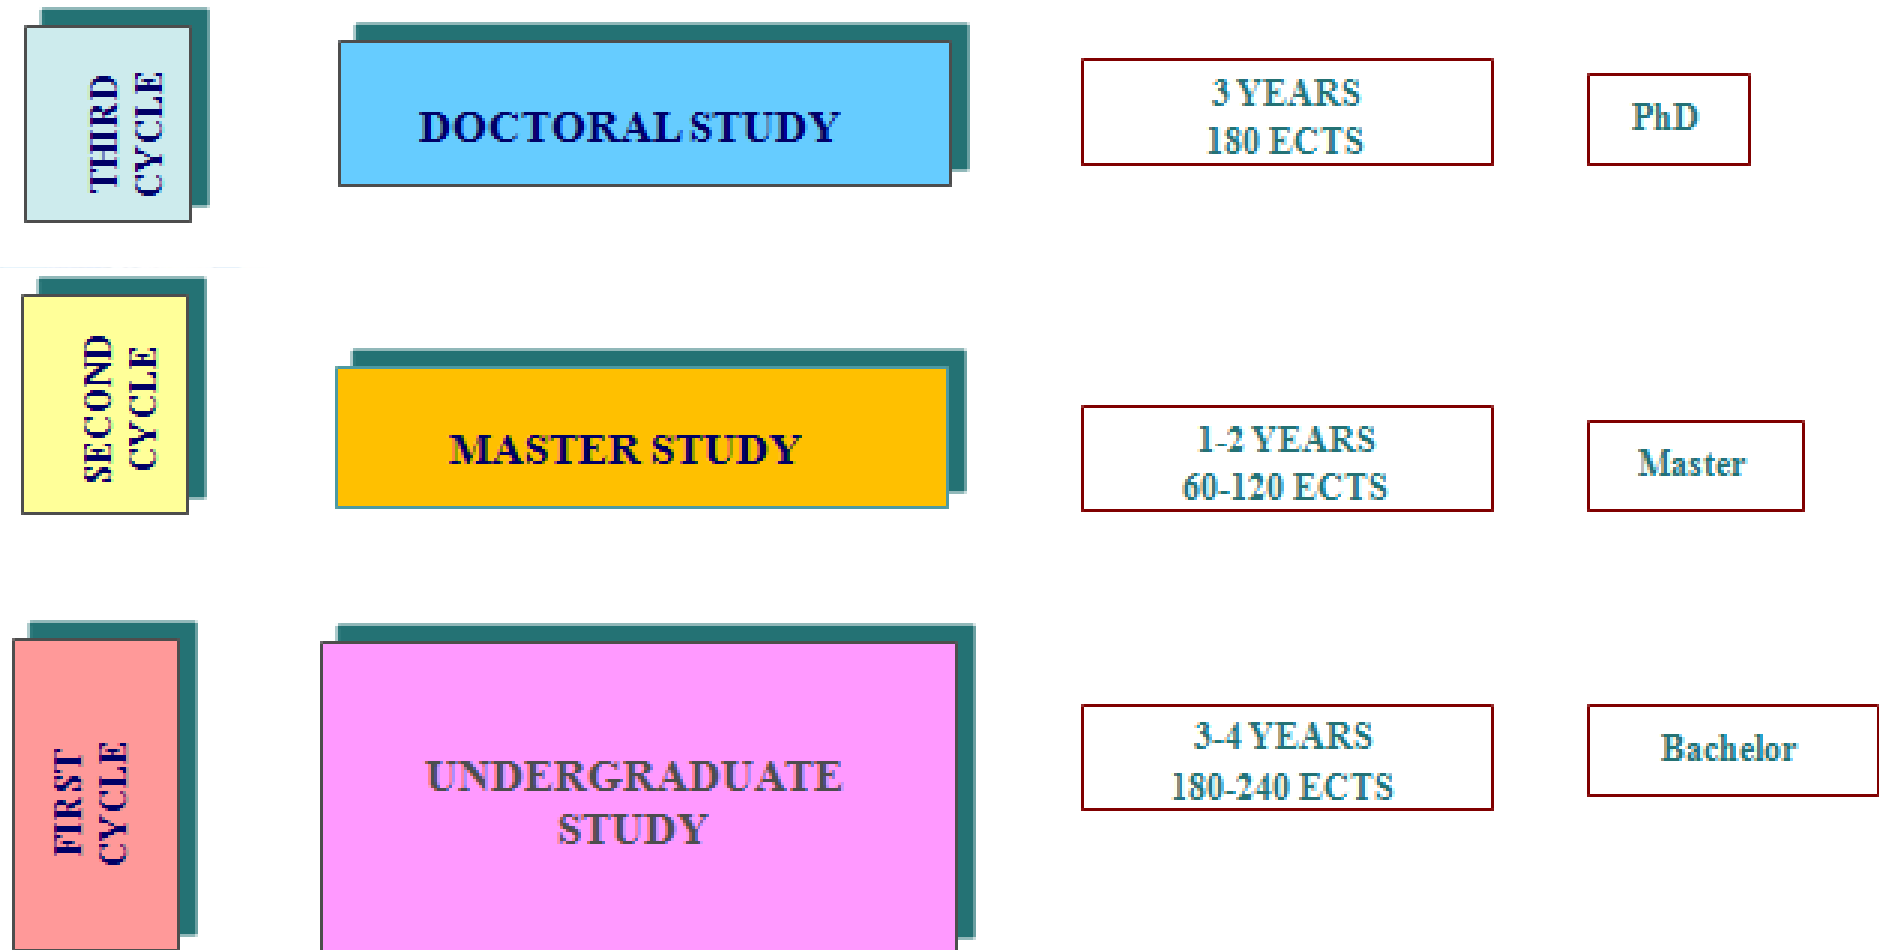 THIRD
CYCLE
DOCTORAL STUDY
3 YEARS
180 ECTS
PhD
SECOND
CYCLE
MASTER STUDY
1-2 YEARS
60-120 ECTS
Master
FIRST
CYCLE
UNDERGRADUATE
STUDY
3-4 YEARS
180-240 ECTS
Bachelor